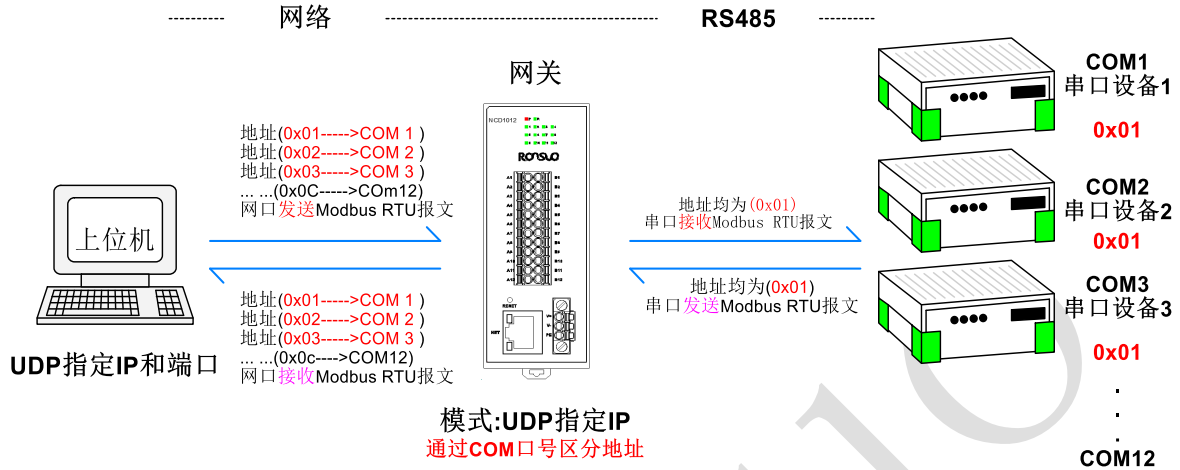 网络
RS485
网关
COM1
串口设备1
0x01
NCD1012
RONSUO
地址(0x01----->COM 1 )
地址(0x02----->COM 2 )
地址(0x03----->COM 3 )
... ...(0x0C----->COm12)
网口发送Modbus RTU报文
COM2
串口设备2
0x01
地址均为(0x01)
串口接收Modbus RTU报文
上位机
地址均为(0x01)
串口发送Modbus RTU报文
COM3
串口设备3
0x01
地址(0x01----->COM 1 )
地址(0x02----->COM 2 )
地址(0x03----->COM 3 )
... ...(0x0c---->COM12)
网口接收Modbus RTU报文
RESET
NET
V+
V-
PE
UDP指定IP和端口
模式:UDP指定IP
通过COM口号区分地址
COM12